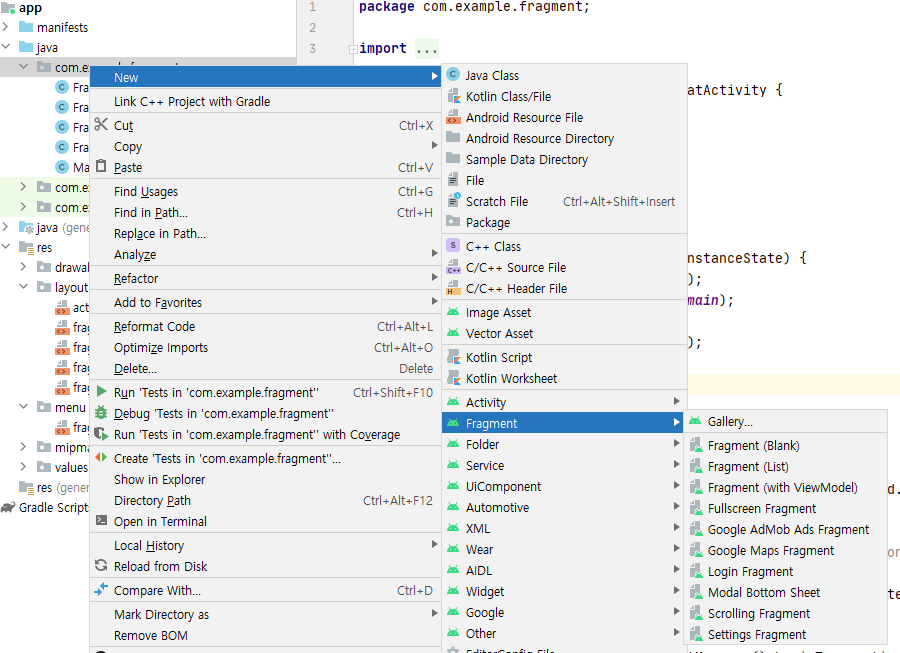 app
manifests
java
com.e
Fra
Fra
Fra
Fra
Ma
com.e
com.e
java (gene
res
drawal
layout
act
frag
frag
frag
frag
menu
frag
mipma
values
res (gener
Gradle Scripts
1 package com.example.fragment;
2
3 import ...
atActivity {
nstanceState) {
);
main);
);
d.
New
Link C++ Project with Gradle
Cut Ctrl+X
Copy
Paste Ctrl+V
Find Usages Ctrl+G
Find in Path... Ctrl+H
Replace in Path...
Analyze
Refactor
Add to Favorites
Reformat Code Ctrl+Alt+L
Optimize Imports Ctrl+Alt+O
Delete... Delete
Run 'Tests in 'com.example.fragment'' Ctrl+Shift+F10
Debug 'Tests in 'com.example.fragment''
Run 'Tests in 'com.example.fragment'' with Coverage
Create 'Tests in 'com.example.fragment''...
Show in Explorer
Directory Path Ctrl+Alt+F12
Open in Terminal
Local History
Reload from Disk
Compare With... Ctrl+D
Mark Directory as
Remove BOM
Java Class
Kotlin Class/File
Android Resource File
Android Resource Directory
Sample Data Directory
File
Scratch File Ctrl+Alt+Shift+Insert
Package
C++ Class
C/C++ Source File
C/C++ Header File
Image Asset
Vector Asset
Kotlin Script
Kotlin Worksheet
Activity
Fragment
Folder
Service
UiComponent
Automotive
XML
Wear
AIDL
Widget
Google
Other
EditorConfig File
Gallery...
Fragment (Blank)
Fragment (List)
Fragment (with ViewModel)
Fullscreen Fragment
Google AdMob Ads Fragment
Google Maps Fragment
Login Fragment
Modal Bottom Sheet
Scrolling Fragment
Settings Fragment